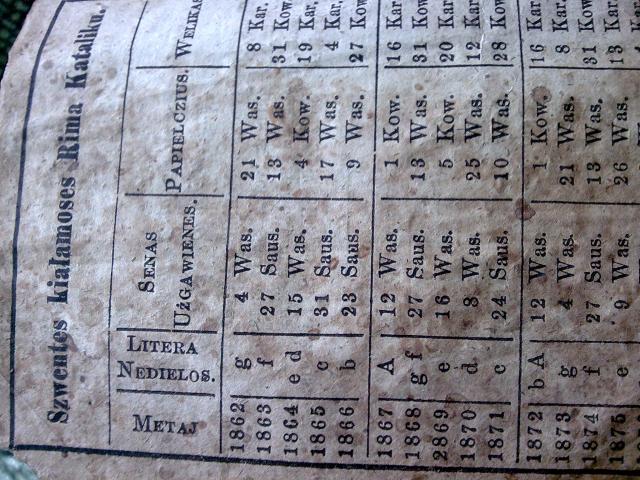 Szwentes kiałamoses Rima Katalíku.
METAJ LITERA NEDIELOS. SENAS UŻGAWIENES. PAPIELCZIUS. WELIKAS
1862 g 4 Was. 21 Was. 8 Kar.
1863 f 27 Saus. 13 Was. 31 Kow.
1864 e d 15 Was. 4 Kow. 19 Kar.
1865 c 31 Saus. 17 Was. 4 Kar.
1866 b 23 Saus. 9 Was. 27 Kow.
1867 A 12 Was. 1 Kow. 16 Kar
1868 g f 27 Saus. 13 Was. 31 Kow.
2869 e 16 Was. 5 Kow. 20 Kar
1870 d 8 Was. 25 Was. 12 Kar
1871 c 24 Saus. 10 Was. 28 Kow.
1872 b A 12 Was. 1 Kow. 16 Kar
1873 g 4 Was. 21 Was. 8 Kar.
1874 f 27 Saus. 13 Was. 31 Kow
1875 e 9 Was. 26 Was. 13 Kar